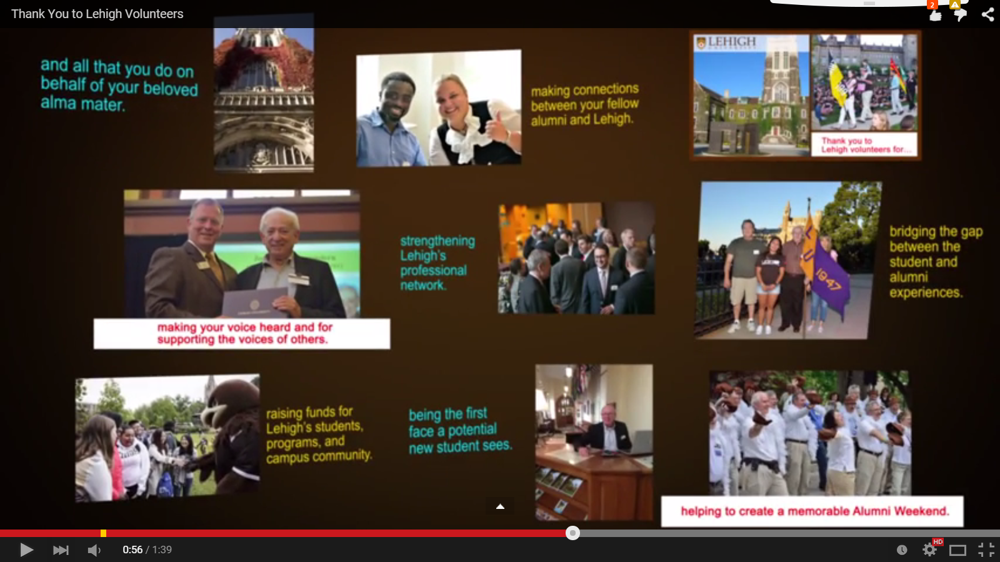 Thank You to Lehigh Volunteers
2
and all that you do on
behalf of your beloved
alma mater.
making connections
between your fellow
alumni and Lehigh.
LEHIGH
UNIVERSITY
Thank you to
Lehigh volunteers for...
making your voice heard and for
supporting the voices of others.
strengthening
Lehigh's
professional
network.
LU
1947
bridging the gap
between the
student and
alumni
experiences.
raising funds for
Lehigh's students,
programs, and
campus community.
being the first
face a potential
new student sees.
helping to create a memorable Alumni Weekend.
0:56 / 1:39
HD